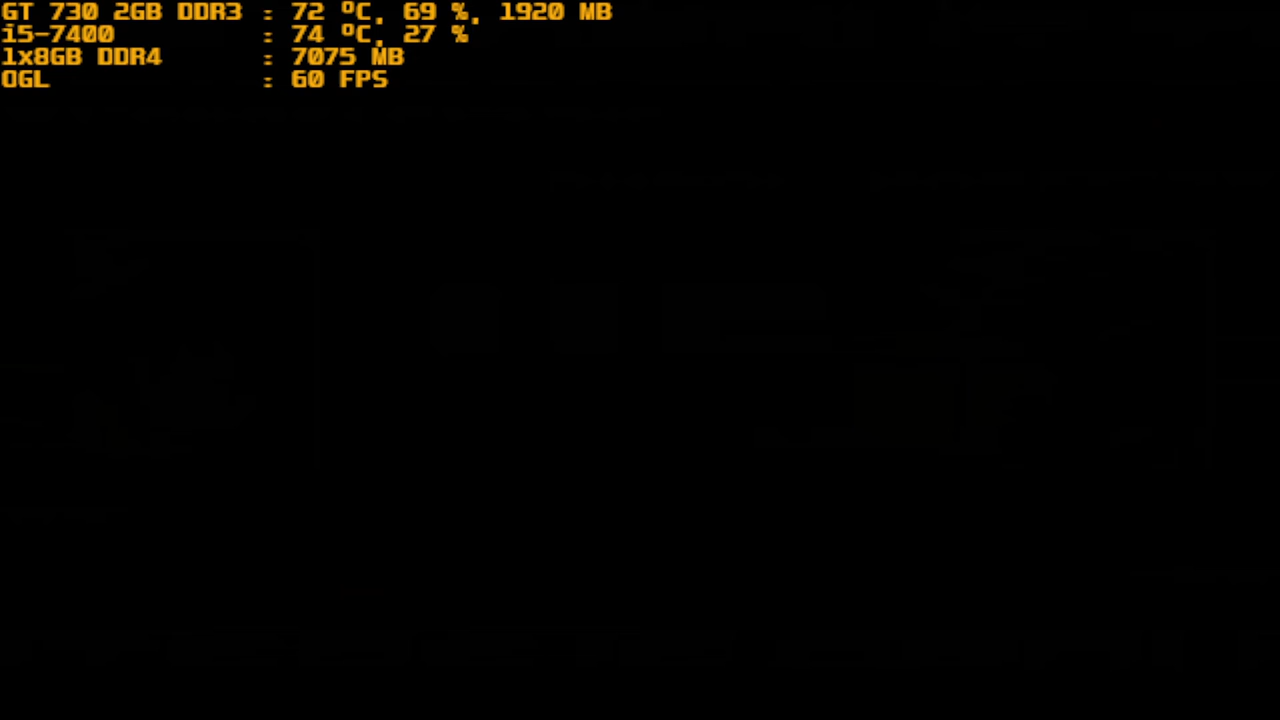 GT 730 2GB DDR3 : 72 ºC, 69 %, 1920 MB
i5-7400 : 74 ºC, 27 %
1x8GB DDR4 : 7075 MB
OGL : 60 FPS